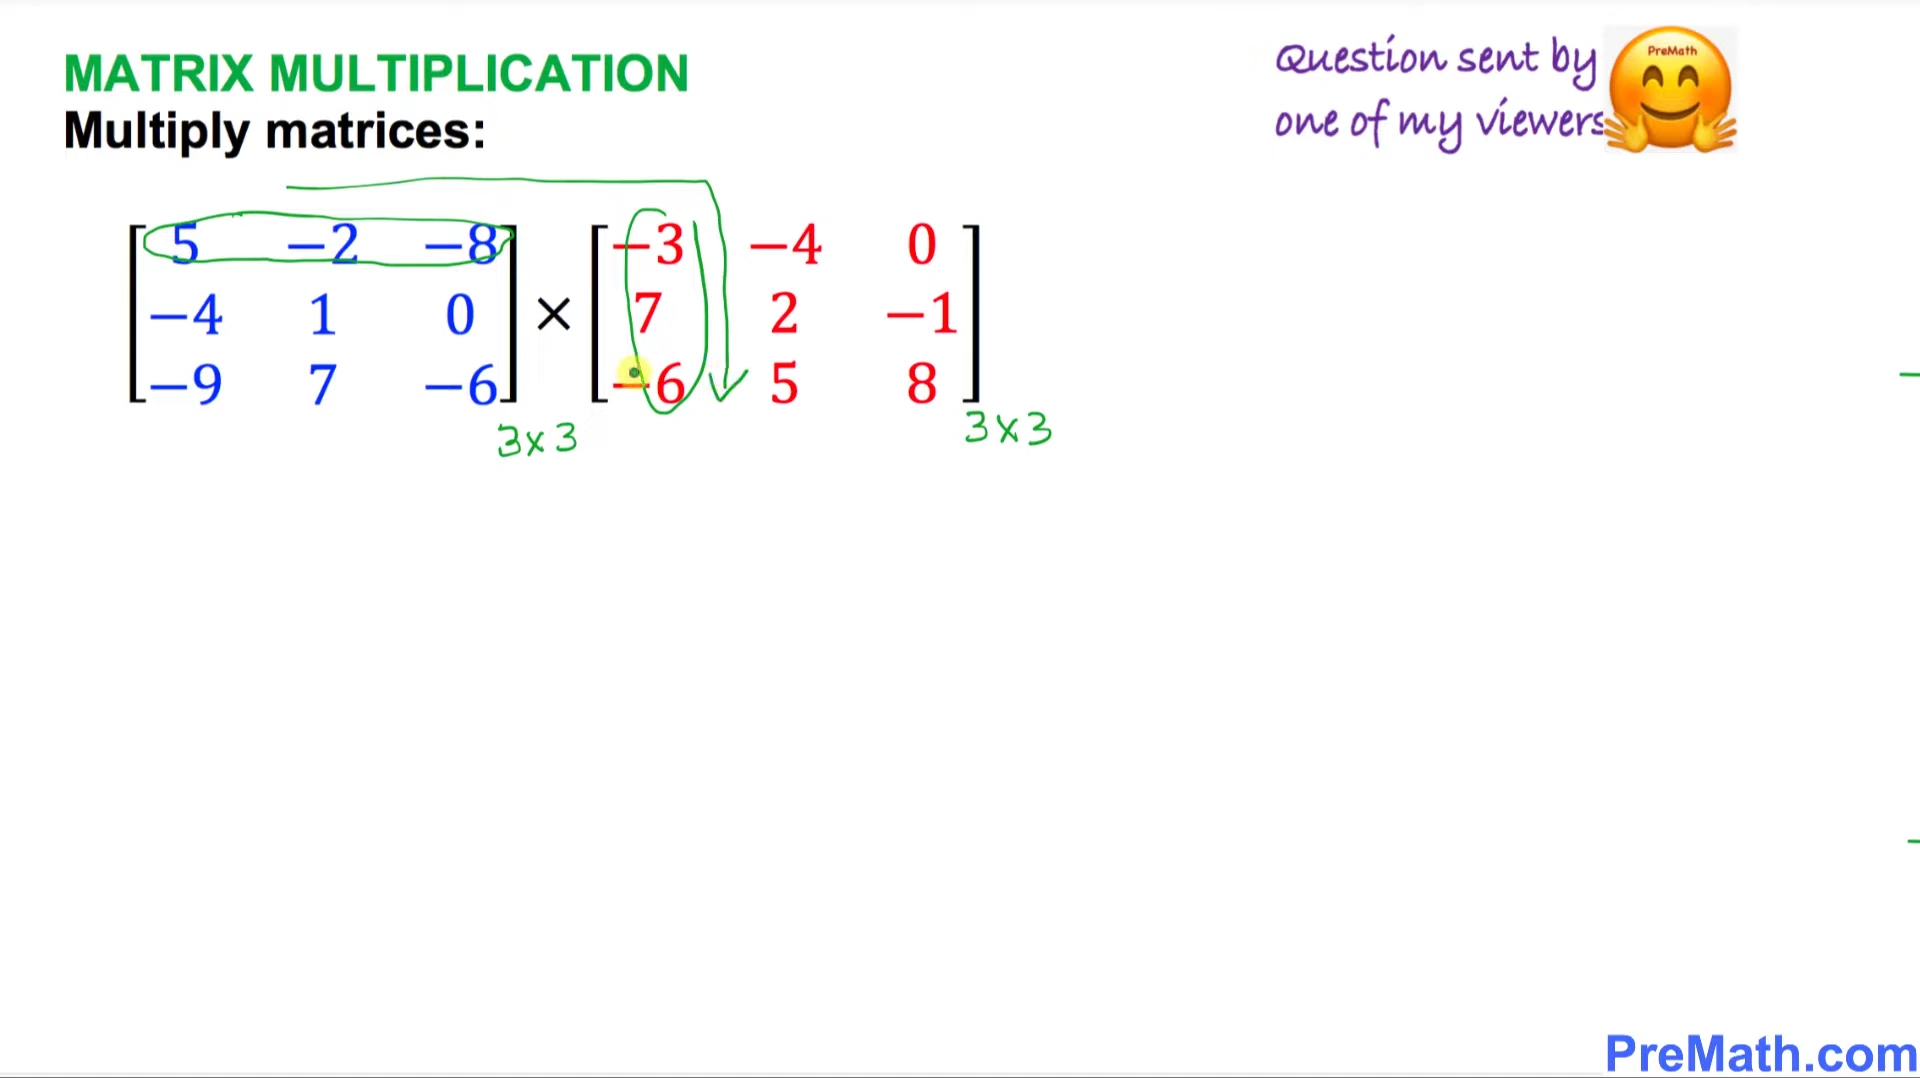 MATRIX MULTIPLICATION
Multiply matrices:
Question sent by
one of my viewers
PreMath
5 −2 −8 −3 −4 0
−4 1 0 × 7 2 −1
−9 7 −6 −6 5 8
3x3 3x3
PreMath.com